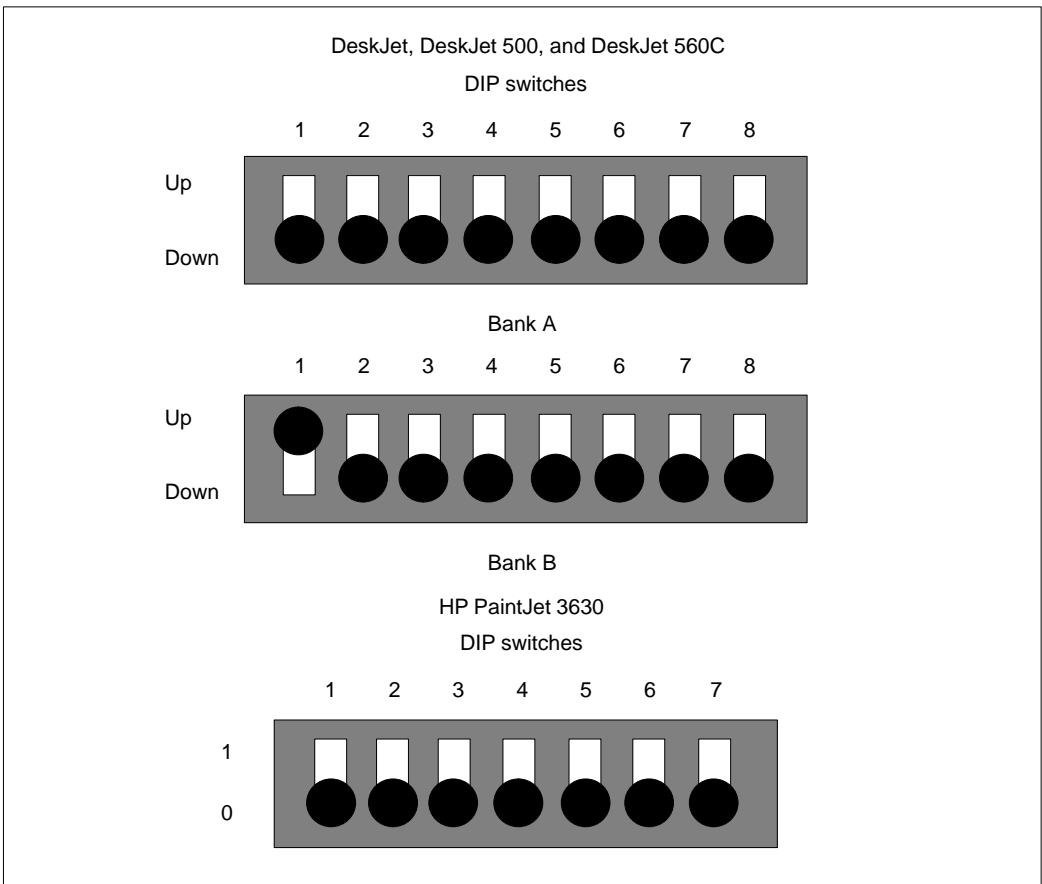 DeskJet, DeskJet 500, and DeskJet 560C
DIP switches
1 2 3 4 5 6 7 8
Up
Down
Bank A
1 2 3 4 5 6 7 8
Up
Down
Bank B
HP PaintJet 3630
DIP switches
1 2 3 4 5 6 7
1
0